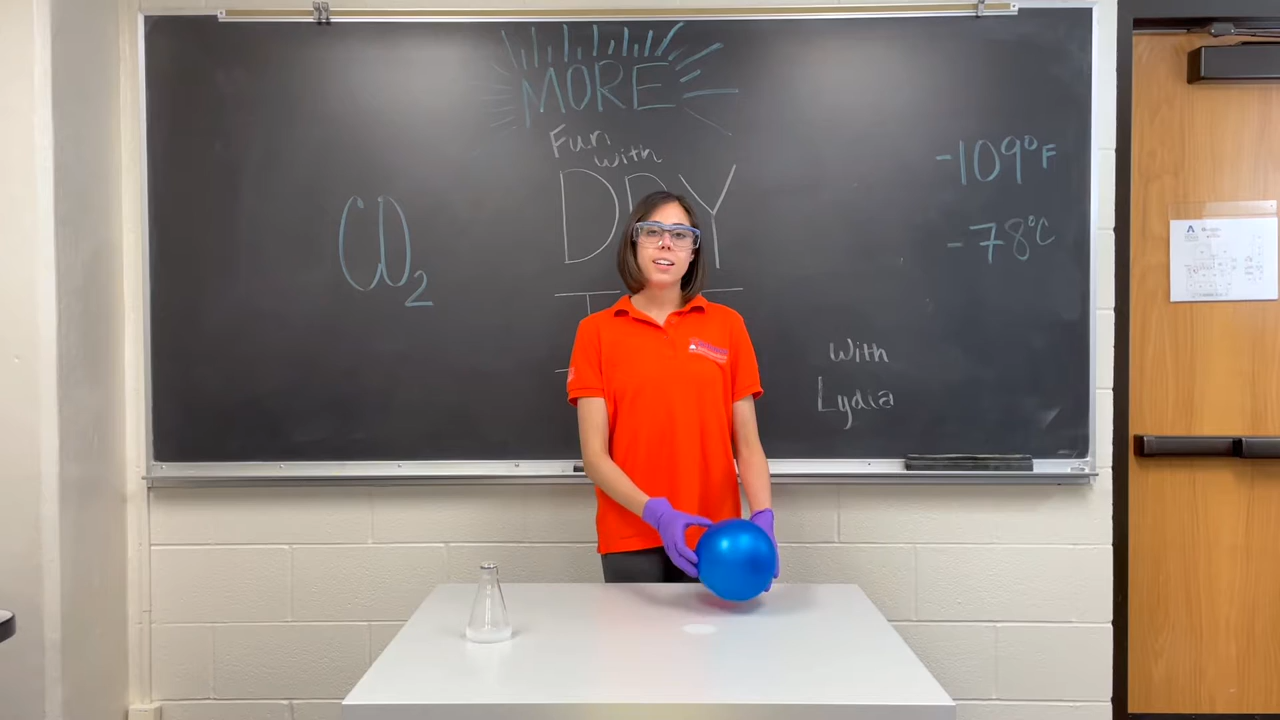 MORE
Fun
with
DRY
CO2
-109°F
-78°C
With
Lydia